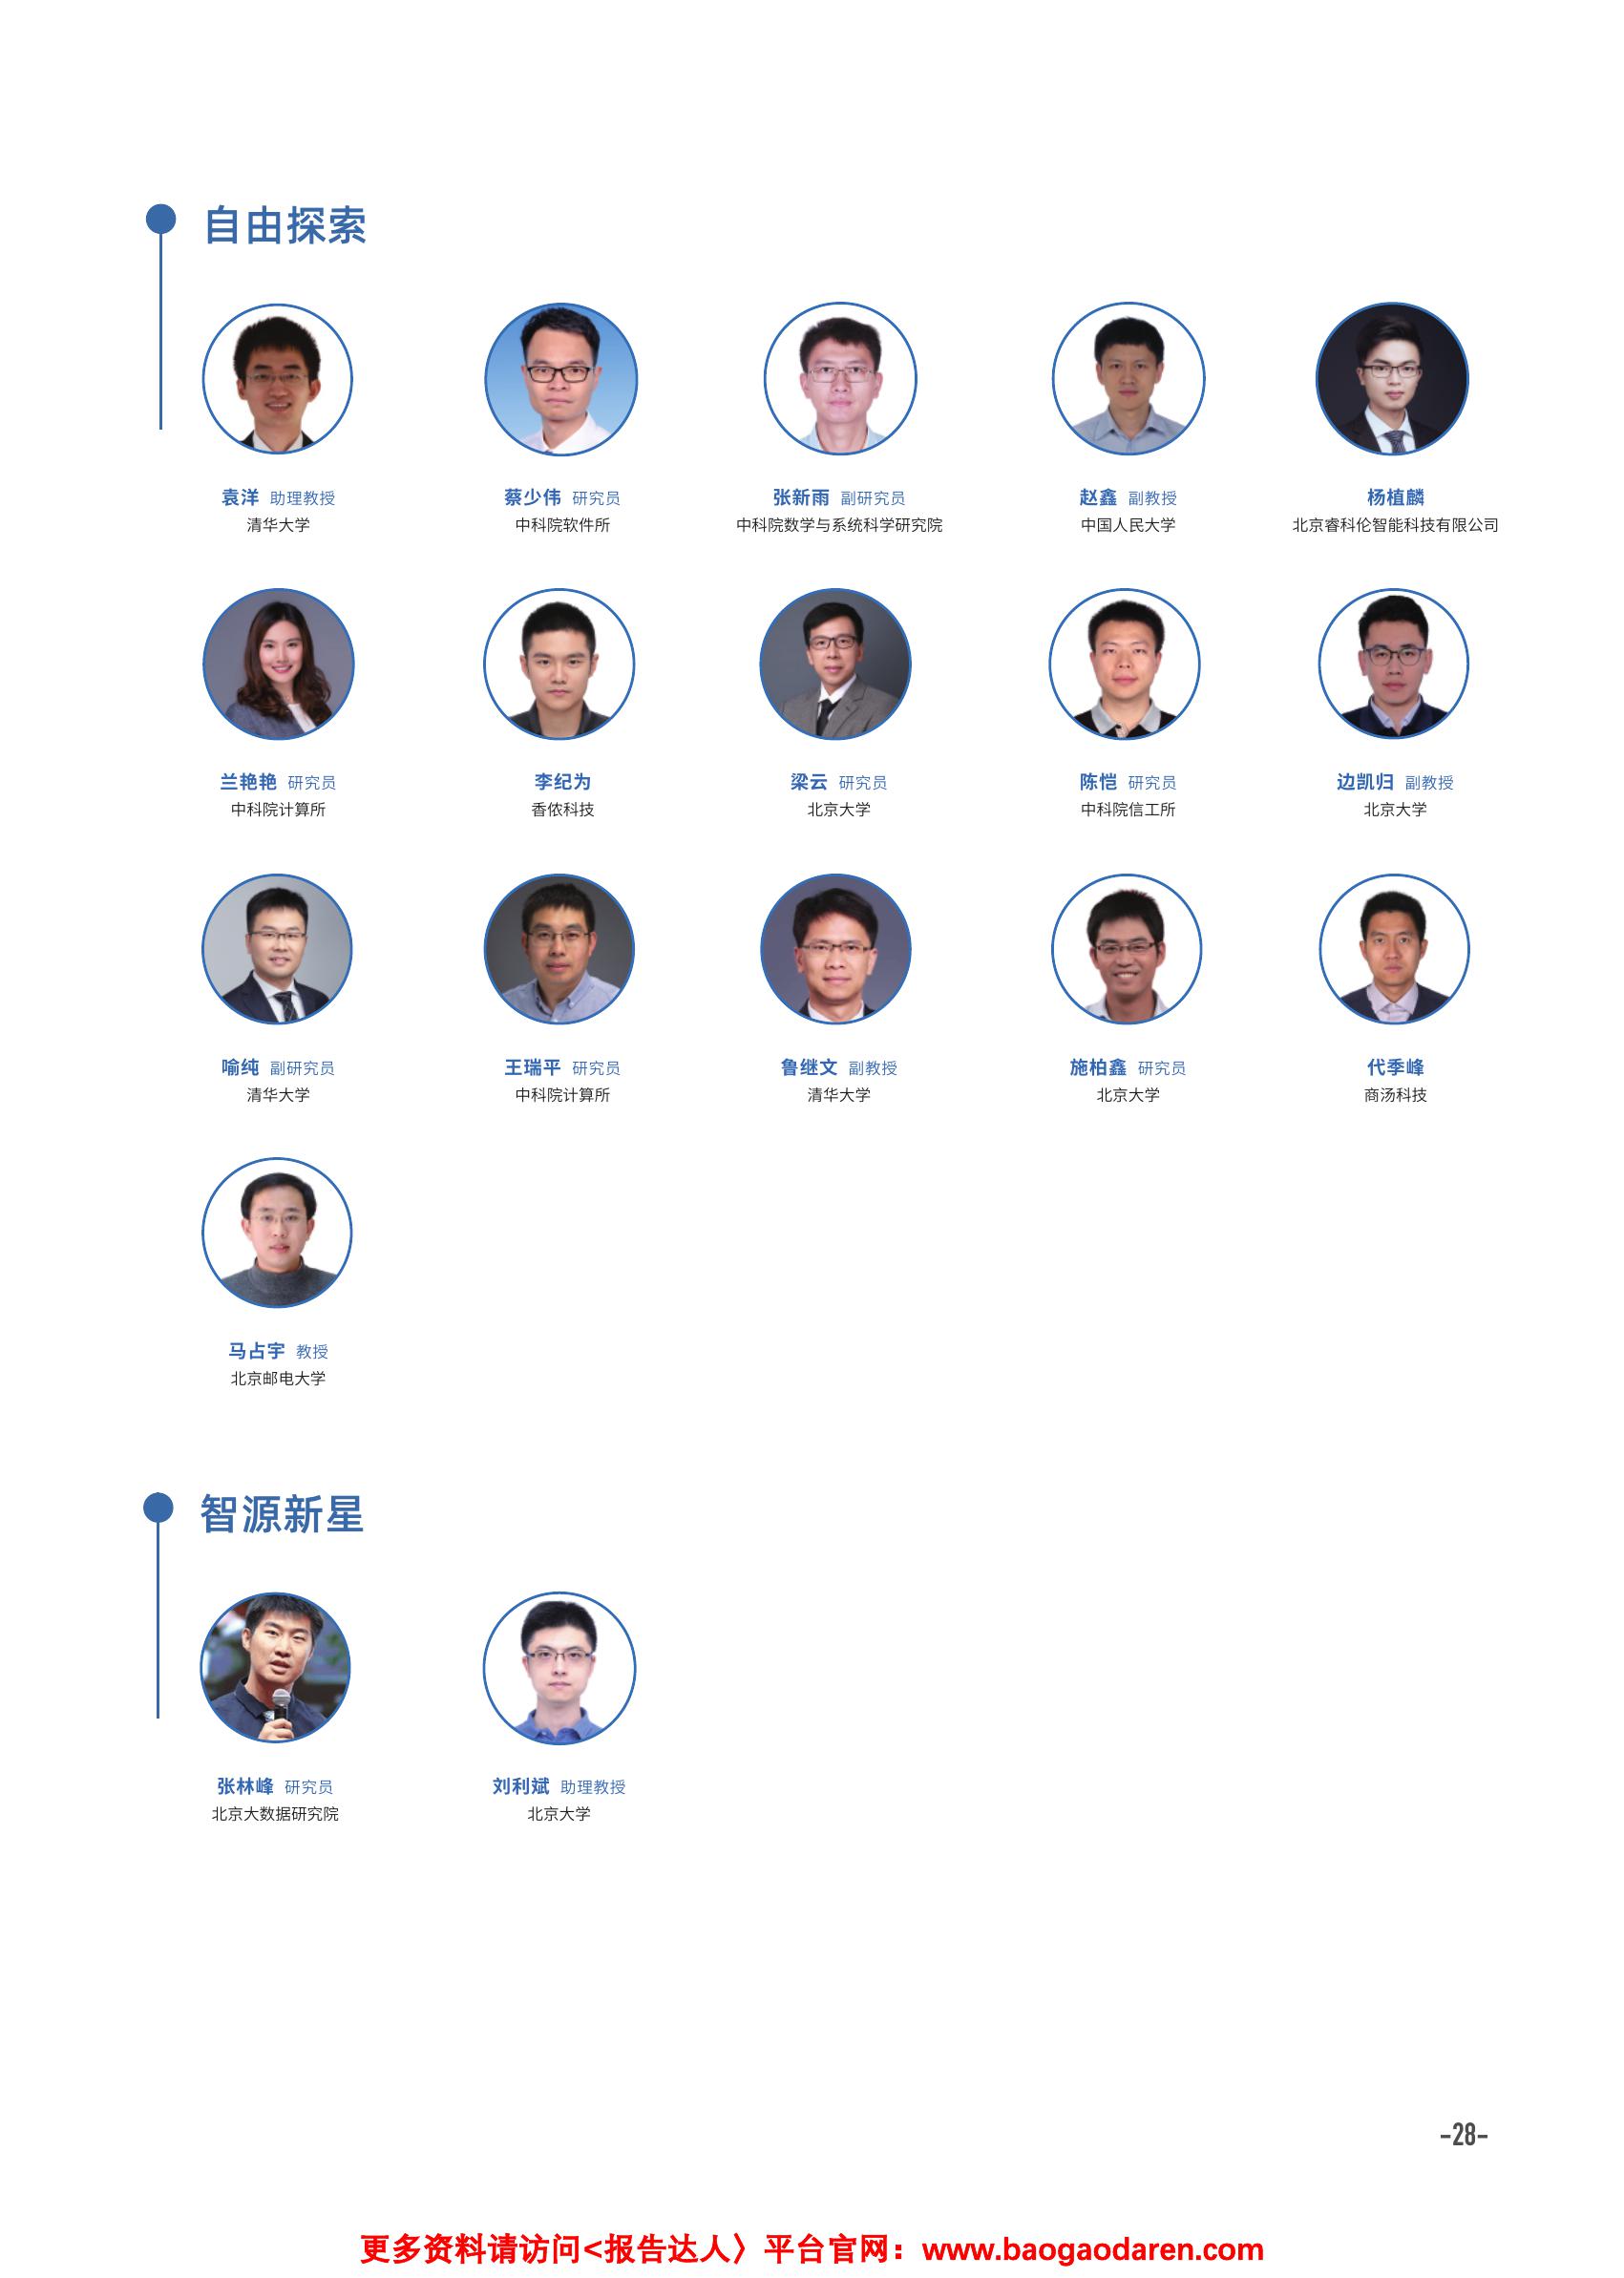 自由探索
袁洋 助理教授
清华大学
蔡少伟 研究员
中科院软件所
张新雨 副研究员
中科院数学与系统科学研究院
赵鑫 副教授
中国人民大学
杨植麟
北京睿科伦智能科技有限公司
兰艳艳 研究员
中科院计算所
李纪为
香侬科技
梁云 研究员
北京大学
陈恺 研究员
中科院信工所
边凯归 副教授
北京大学
喻纯 副研究员
清华大学
王瑞平 研究员
中科院计算所
鲁继文 副教授
清华大学
施柏鑫 研究员
北京大学
代季峰
商汤科技
马占宇 教授
北京邮电大学
智源新星
张林峰 研究员
北京大数据研究院
刘利斌 助理教授
北京大学
-28-
更多资料请访问<报告达人〉平台官网：www.baogaodaren.com